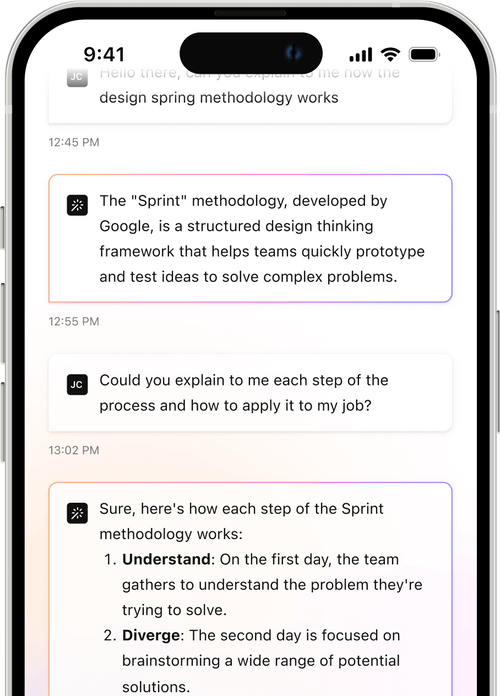 9:41
JC
Hello there, can you explain to me how the
design spring methodology works
12:45 PM
The "Sprint" methodology, developed by
Google, is a structured design thinking
framework that helps teams quickly prototype
and test ideas to solve complex problems.
12:55 PM
JC
Could you explain to me each step of the
process and how to apply it to my job?
13:02 PM
Sure, here's how each step of the Sprint
methodology works:
1. Understand: On the first day, the team
gathers to understand the problem they're
trying to solve.
2. Diverge: The second day is focused on
brainstorming a wide range of potential
solutions.